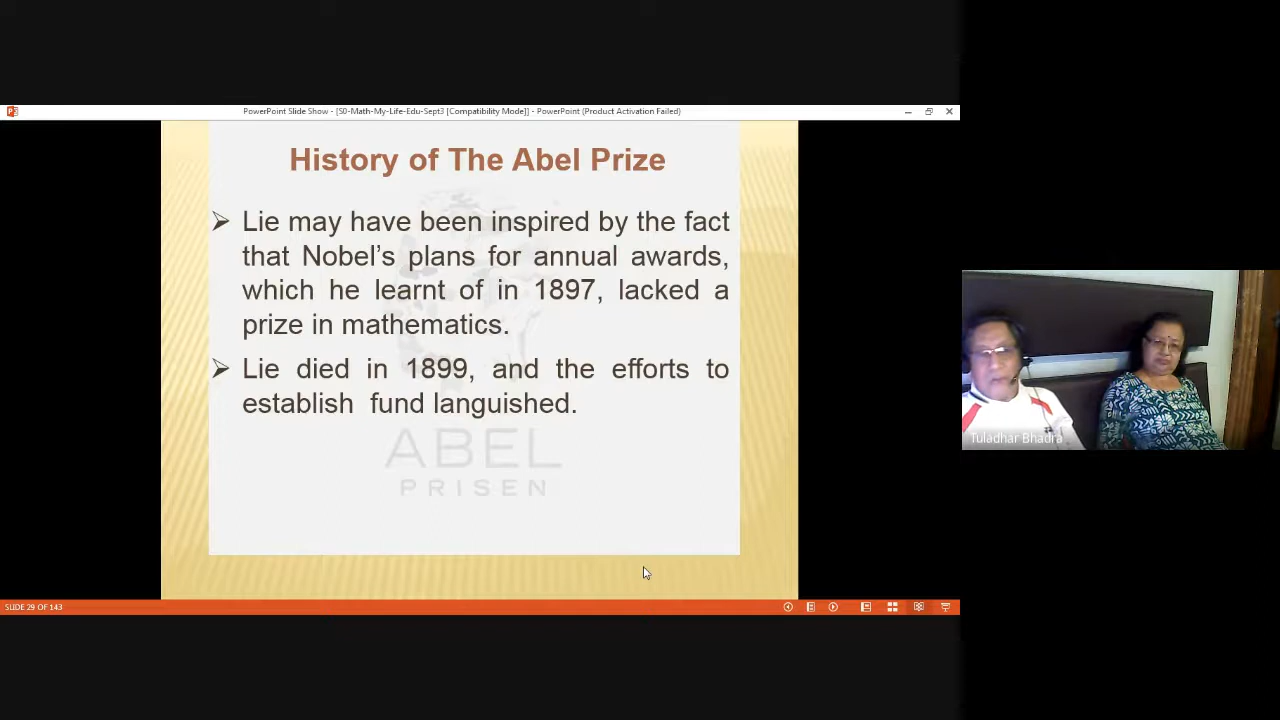 PowerPoint Slide Show - [S0-Math-My-Life-Edu-Sept3 [Compatibility Mode]] - PowerPoint (Product Activation Failed)
History of The Abel Prize
➢ Lie may have been inspired by the fact
that Nobel’s plans for annual awards,
which he learnt of in 1897, lacked a
prize in mathematics.
➢ Lie died in 1899, and the efforts to
establish fund languished.
ABEL
PRISEN
Tuladhar Bhadra
SLIDE 29 OF 143